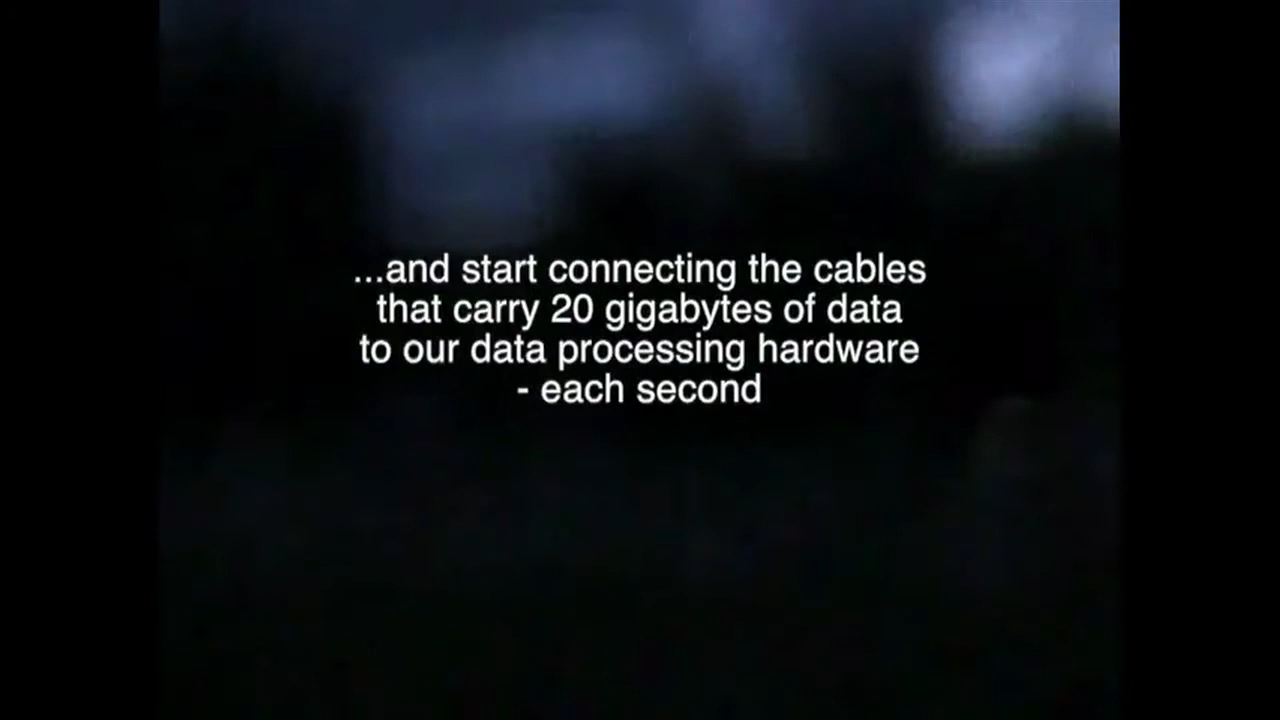 ...and start connecting the cables
that carry 20 gigabytes of data
to our data processing hardware
- each second